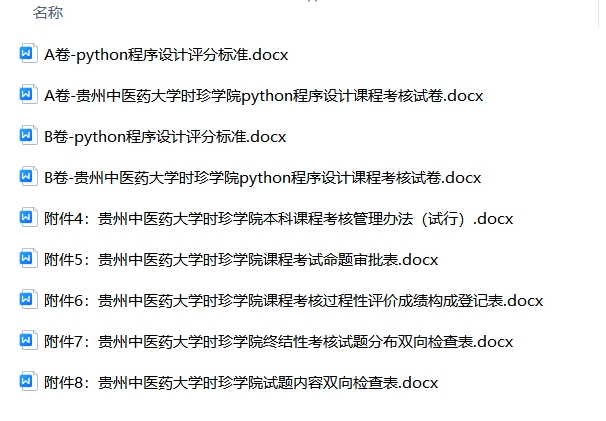 名称
A卷-python程序设计评分标准.docx
A卷-贵州中医药大学时珍学院python程序设计课程考核试卷.docx
B卷-python程序设计评分标准.docx
B卷-贵州中医药大学时珍学院python程序设计课程考核试卷.docx
附件4：贵州中医药大学时珍学院本科课程考核管理办法（试行）.docx
附件5：贵州中医药大学时珍学院课程考试命题审批表.docx
附件6：贵州中医药大学时珍学院课程考核过程性评价成绩构成登记表.docx
附件7：贵州中医药大学时珍学院终结性考核试题分布双向检查表.docx
附件8：贵州中医药大学时珍学院试题内容双向检查表.docx